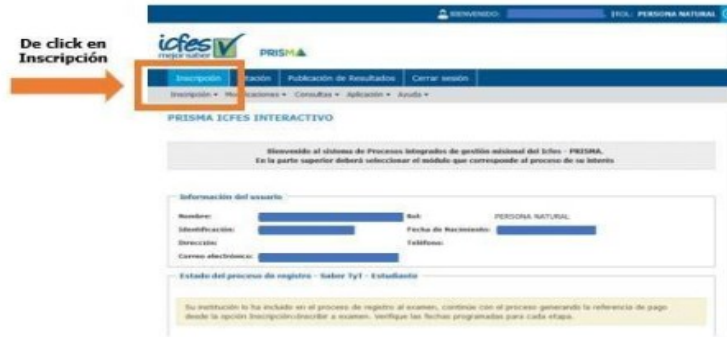 BIENVENIDO: |ROL: PERSONA NATURAL
De click en
Inscripción
icfes
mejor saber
PRISMA
Inscripción Citación Publicación de Resultados Cerrar sesión
Inscripción Modificaciones Consultas Aplicación Ayuda
PRISMA ICFES INTERACTIVO
Bienvenido al sistema de Procesos integrados de gestión misional del Icfes - PRISMA.
En la parte superior deberá seleccionar el módulo que corresponde al proceso de su interés
Información del usuario
Nombre: Rol: PERSONA NATURAL
Identificación: Fecha de Nacimiento:
Dirección: Teléfono:
Correo electrónico:
Estado del proceso de registro - Saber TyT - Estudiante
Su institución lo ha incluido en el proceso de registro al examen, continúe con el proceso generando la referencia de pago
desde la opción Inscripción>Inscribir a examen. Verifique las fechas programadas para cada etapa.